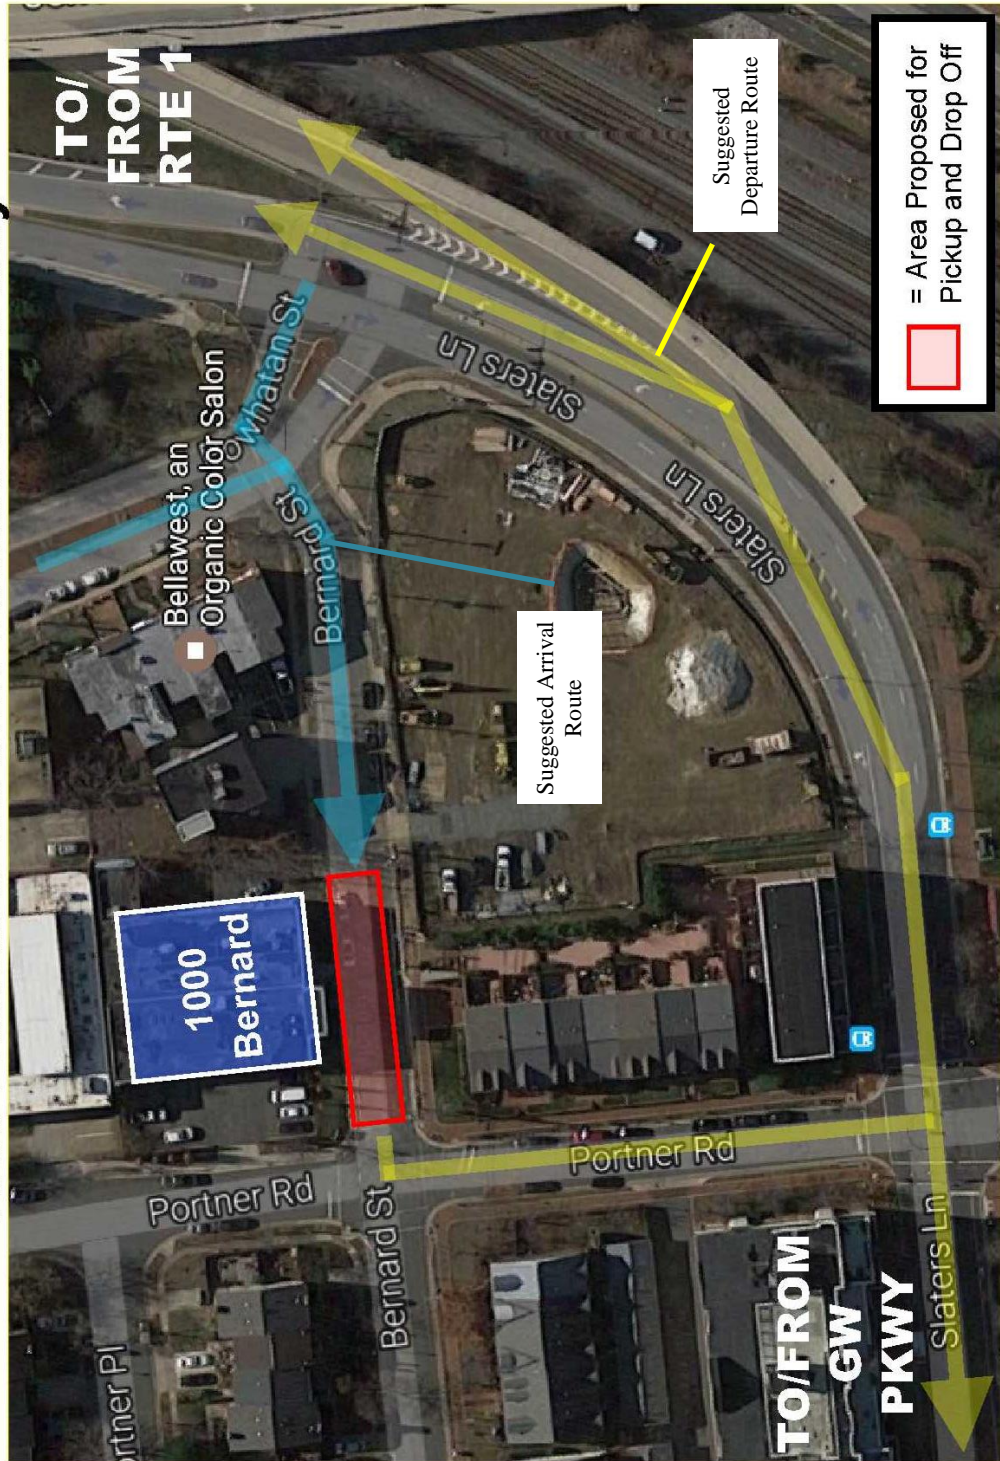 TO/
FROM
RTE 1
Suggested
Departure Route
= Area Proposed for
Pickup and Drop Off
Bellawest, an
Organic Color Salon
whatan St
Slaters Ln
Slaters Ln
Bernard St
Suggested Arrival
Route
1000
Bernard
Portner Rd
Portner Rd
Bernard St
ortner Pl
TO/FROM
GW
PKWY
Slaters Ln